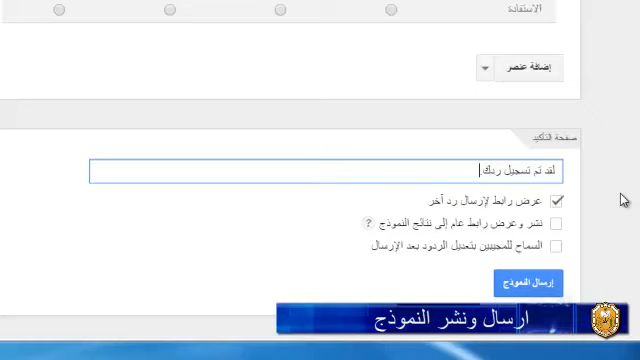 الاستفادة
إضافة عنصر
صفحة التأكيد
لقد تم تسجيل ردك.
عرض رابط لإرسال رد آخر
نشر وعرض رابط عام إلى نتائج النموذج ?
السماح للمجيبين بتعديل الردود بعد الإرسال
إرسال النموذج
ارسال ونشر النموذج